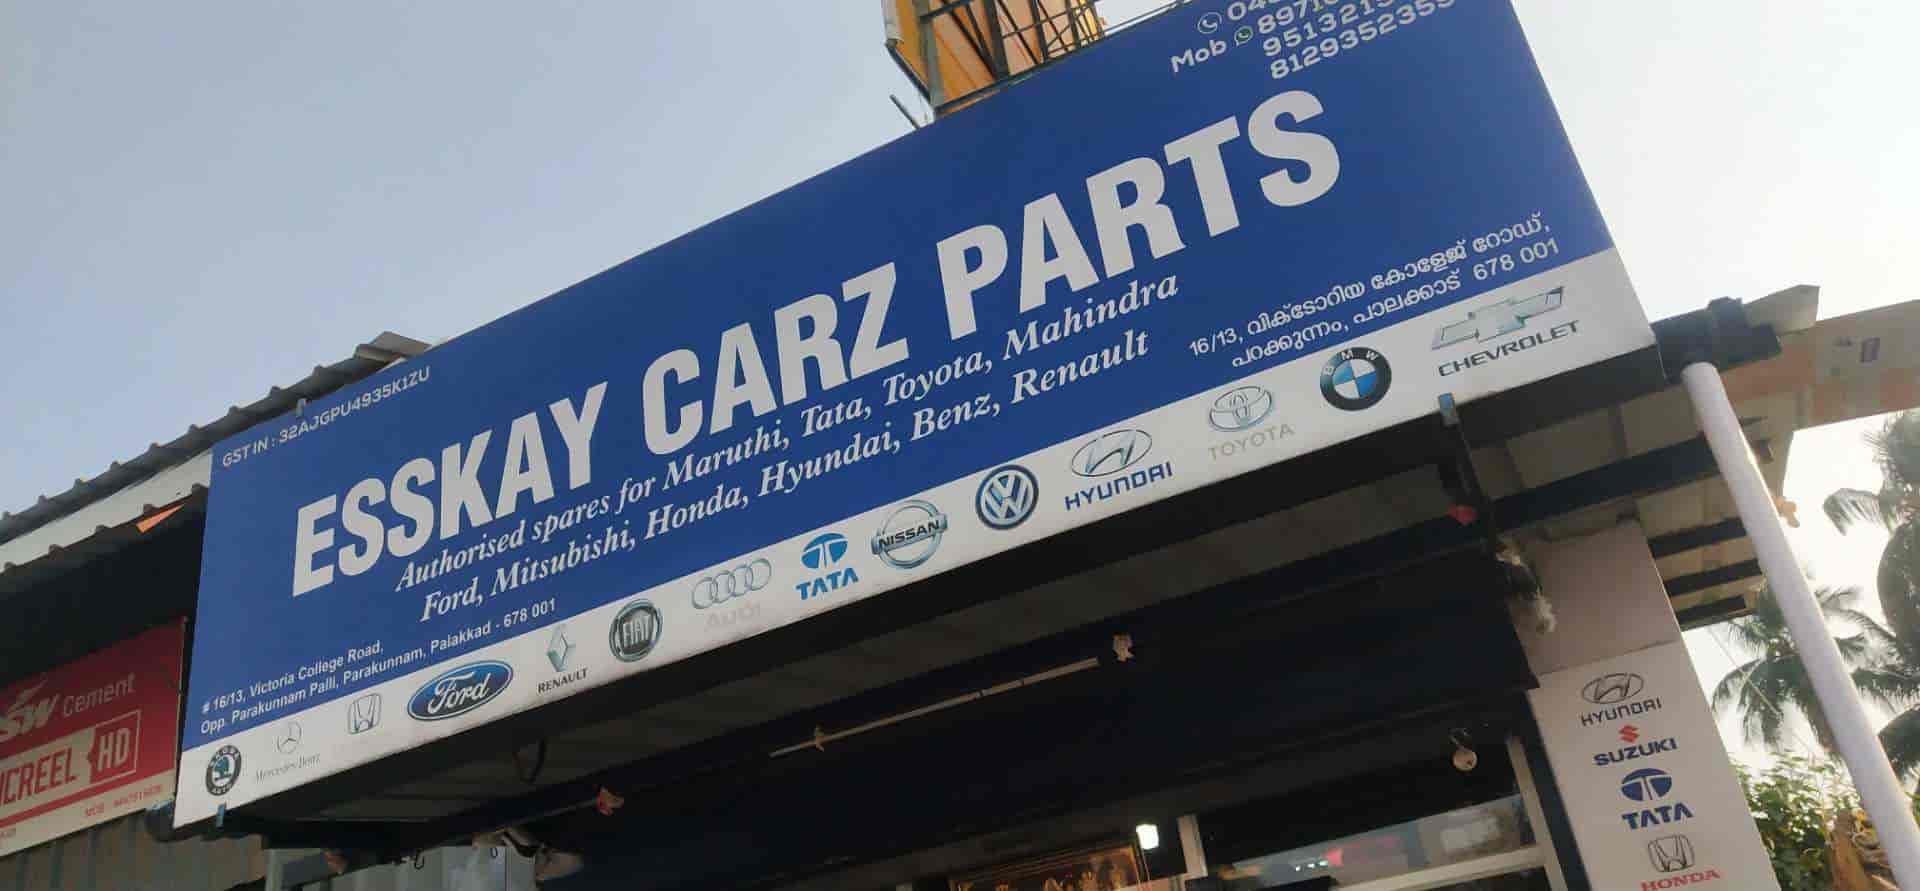 Mob
8129352359
GST IN : 32AJGPU4935K1ZU
ESSKAY CARZ PARTS
Authorised spares for Maruthi, Tata, Toyota, Mahindra
Ford, Mitsubishi, Honda, Hyundai, Benz, Renault
# 16/13, Victoria College Road,
Opp. Parakunnam Palli, Parakunnam, Palakkad - 678 001
16/13, വിക്ടോറിയ കോളേജ് റോഡ്,
പറക്കുന്നം, പാലക്കാട് 678 001
Mercedes-Benz
Ford
RENAULT
FIAT
Audi
TATA
NISSAN
HYUNDAI
TOYOTA
BMW
CHEVROLET
Cement
HD
HYUNDAI
SUZUKI
TATA
HONDA